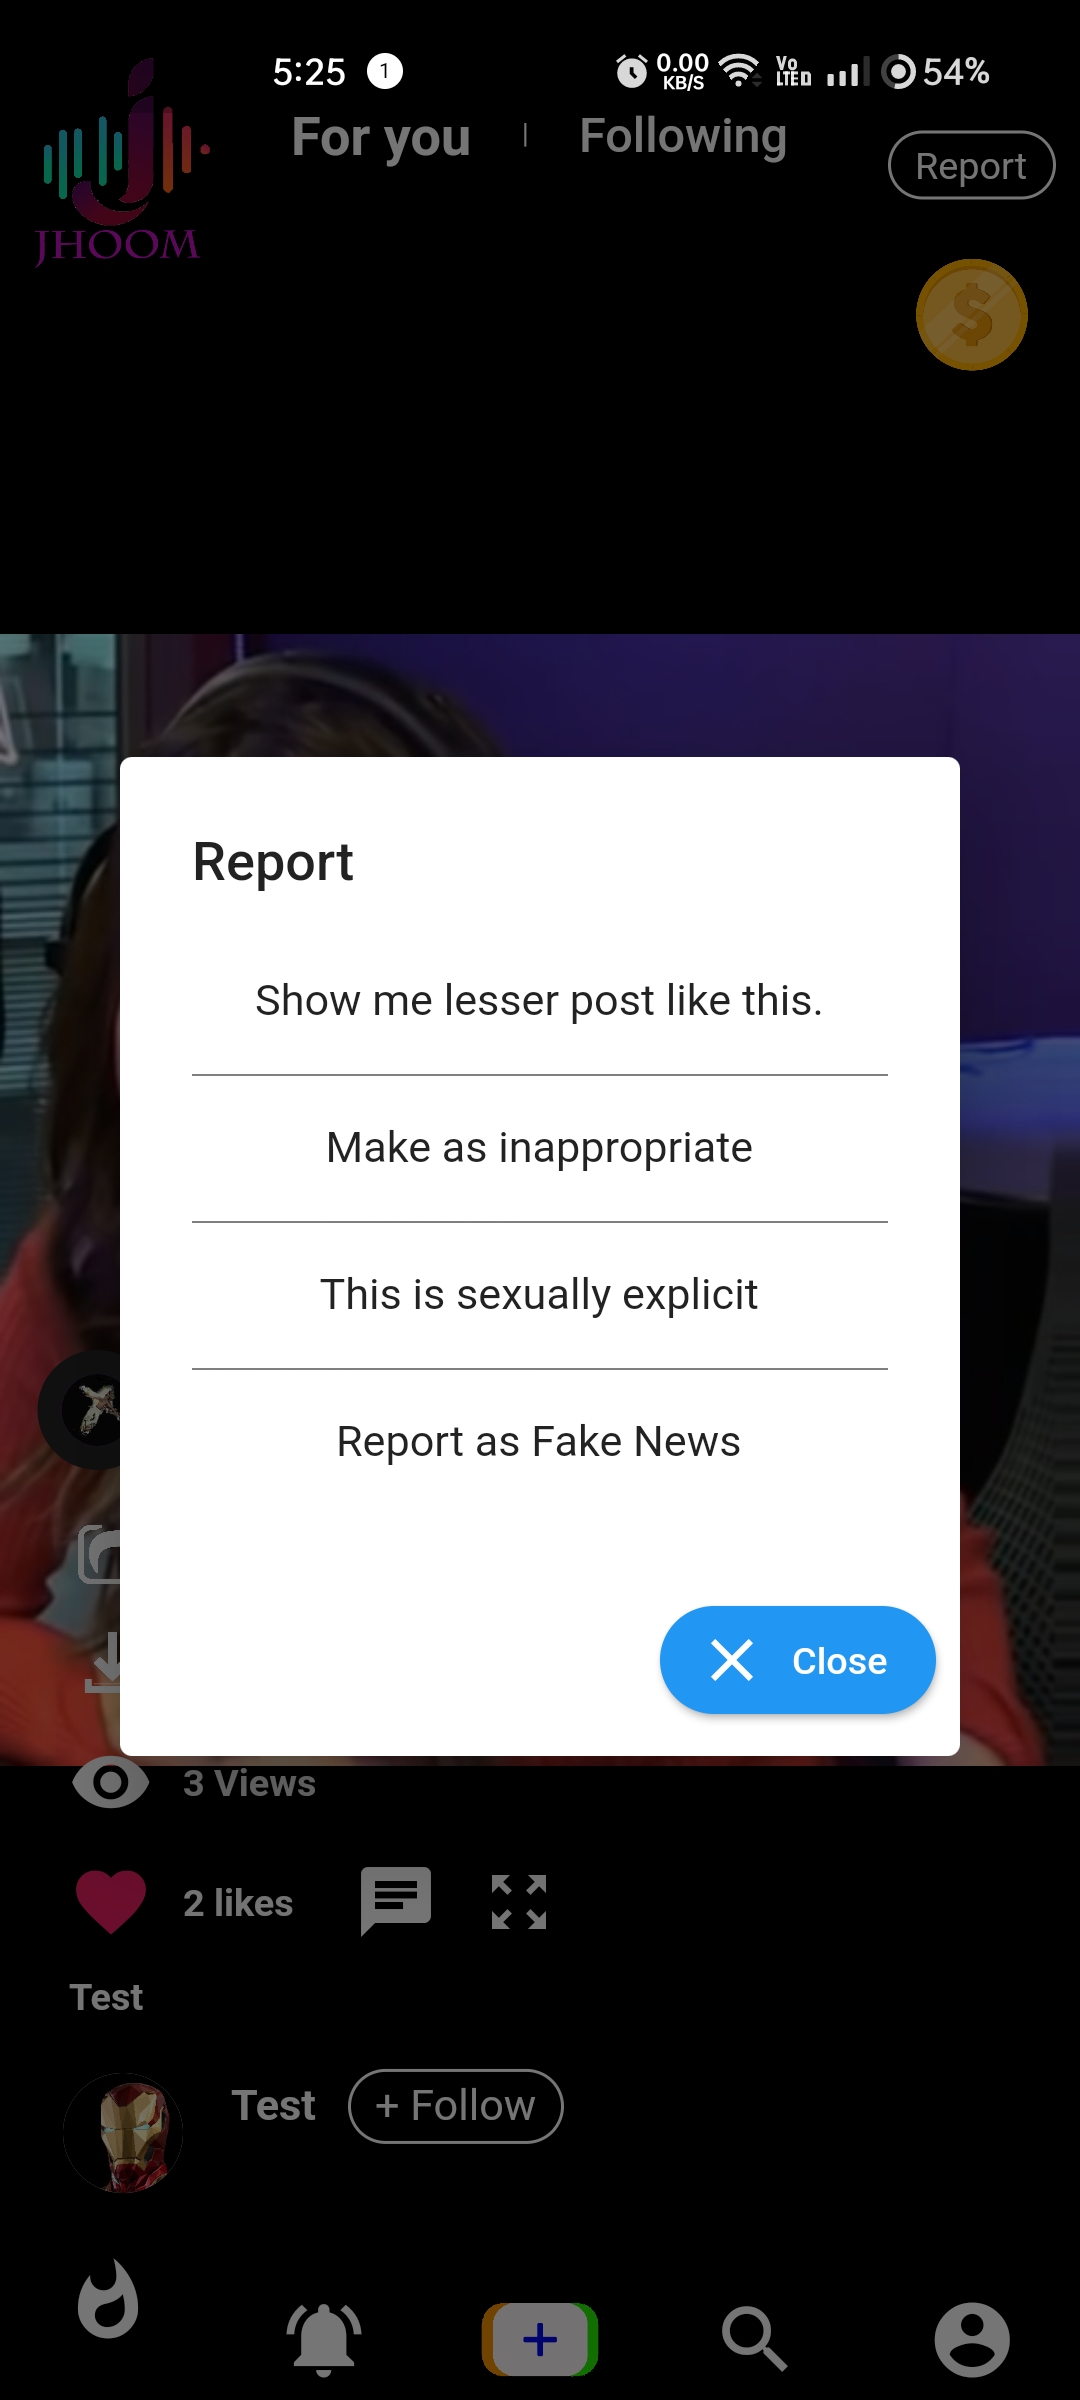 5:25 1 0.00 KB/S Vo LTED 54%
For you | Following
Report
JHOOM
$
Report
Show me lesser post like this.
Make as inappropriate
This is sexually explicit
Report as Fake News
Close
3 Views
2 likes
Test
Test + Follow